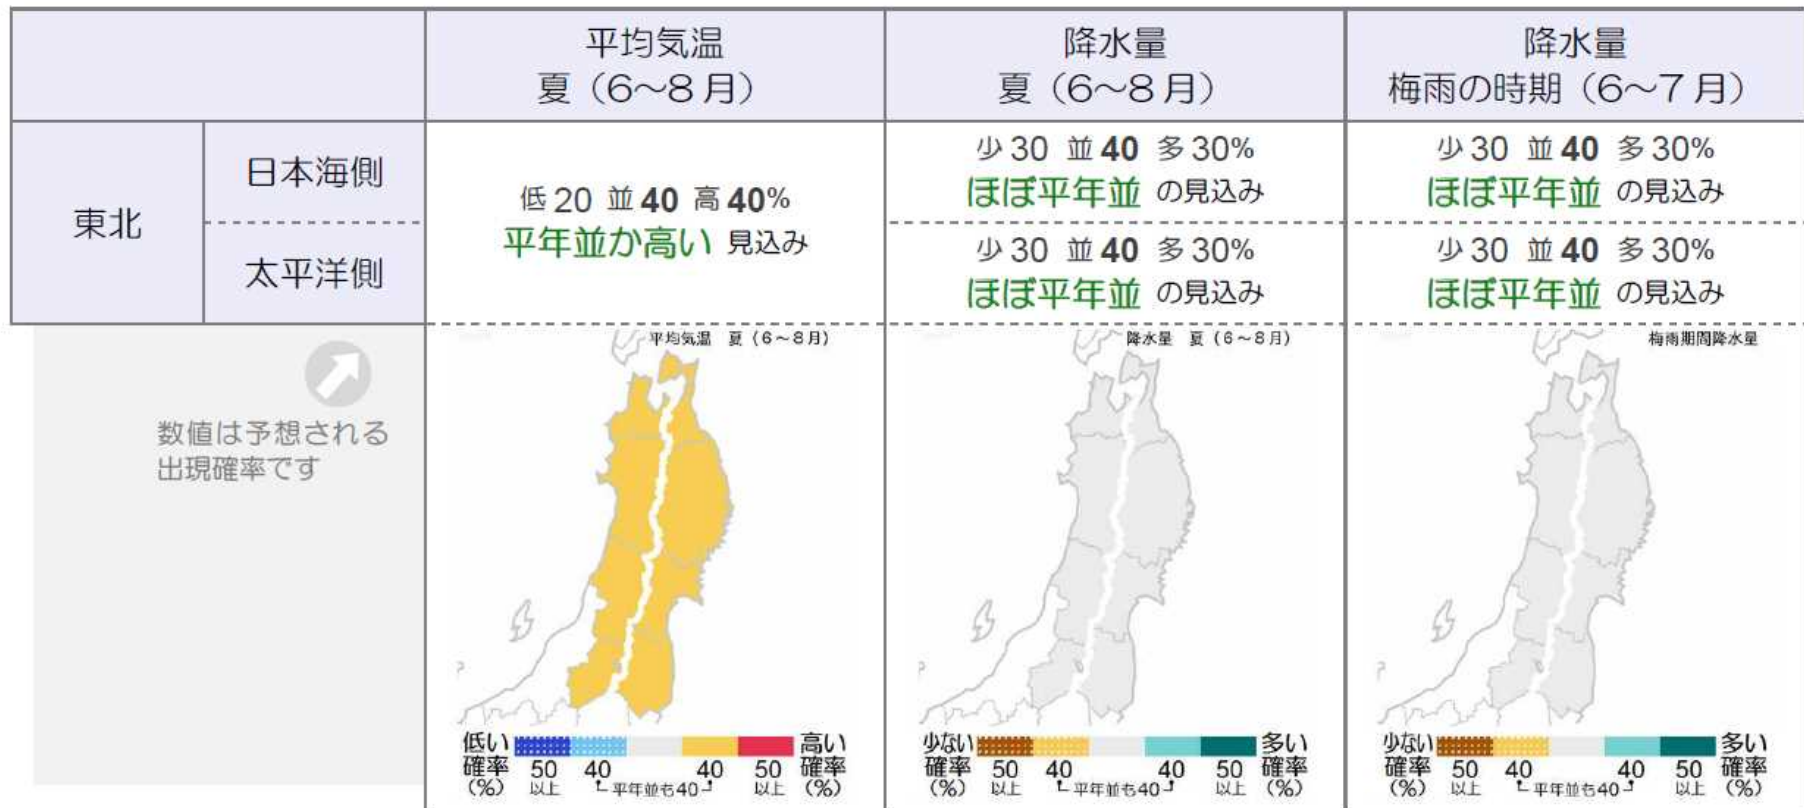 平均気温
夏（6～8月）
降水量
夏（6～8月）
降水量
梅雨の時期（6～7月）
東北
日本海側
太平洋側
低20 並40 高40%
平年並か高い 見込み
少30 並40 多30%
ほぼ平年並 の見込み
少30 並40 多30%
ほぼ平年並 の見込み
少30 並40 多30%
ほぼ平年並 の見込み
少30 並40 多30%
ほぼ平年並 の見込み
数値は予想される
出現確率です
平均気温 夏（6～8月）
低い
確率
(%)
50
以上
40
平年並も40
40
50
以上
高い
確率
(%)
降水量 夏（6～8月）
少ない
確率
(%)
50
以上
40
平年並も40
40
50
以上
多い
確率
(%)
梅雨期間降水量
少ない
確率
(%)
50
以上
40
平年並も40
40
50
以上
多い
確率
(%)